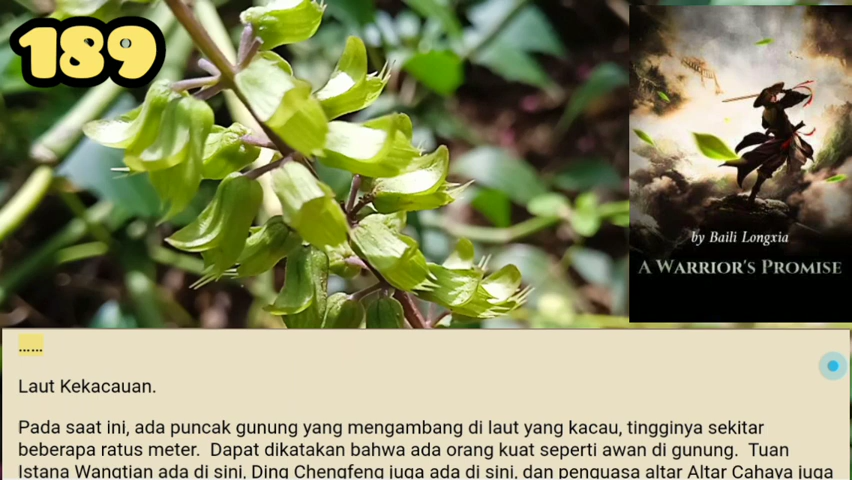 189
by Baili Longxia
A WARRIOR'S PROMISE
......
Laut Kekacauan.
Pada saat ini, ada puncak gunung yang mengambang di laut yang kacau, tingginya sekitar
beberapa ratus meter. Dapat dikatakan bahwa ada orang kuat seperti awan di gunung. Tuan
Istana Wangtian ada di sini, Ding Chengfeng juga ada di sini, dan penguasa altar Altar Cahaya juga